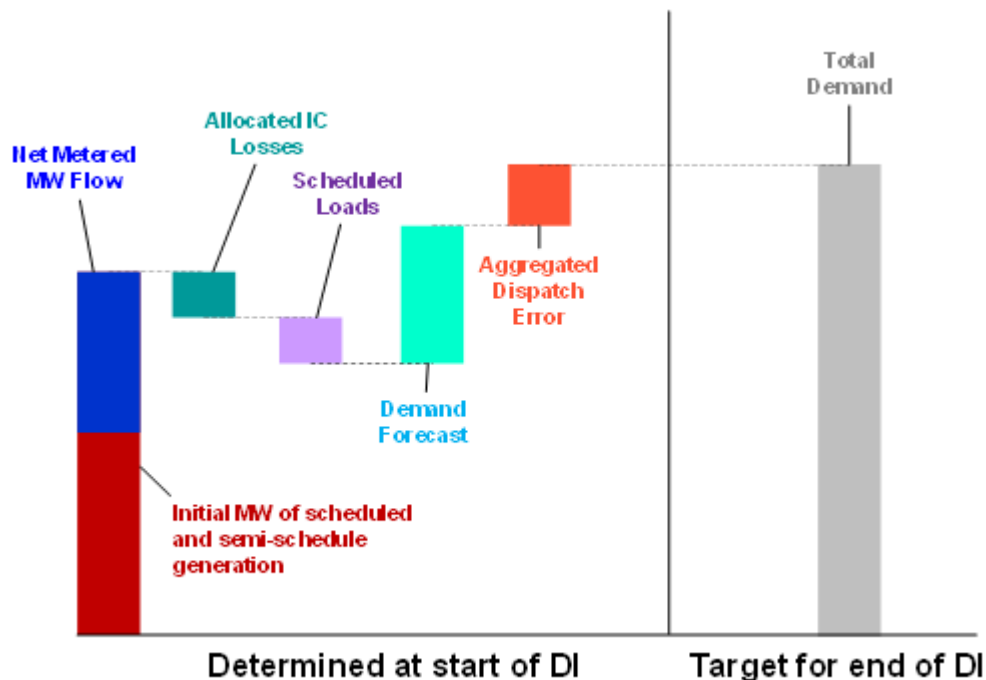 Total
Demand
Allocated IC
Losses
Net Metered
MW Flow
Scheduled
Loads
Aggregated
Dispatch
Error
Demand
Forecast
Initial MW of scheduled
and semi-schedule
generation
Determined at start of DI
Target for end of DI